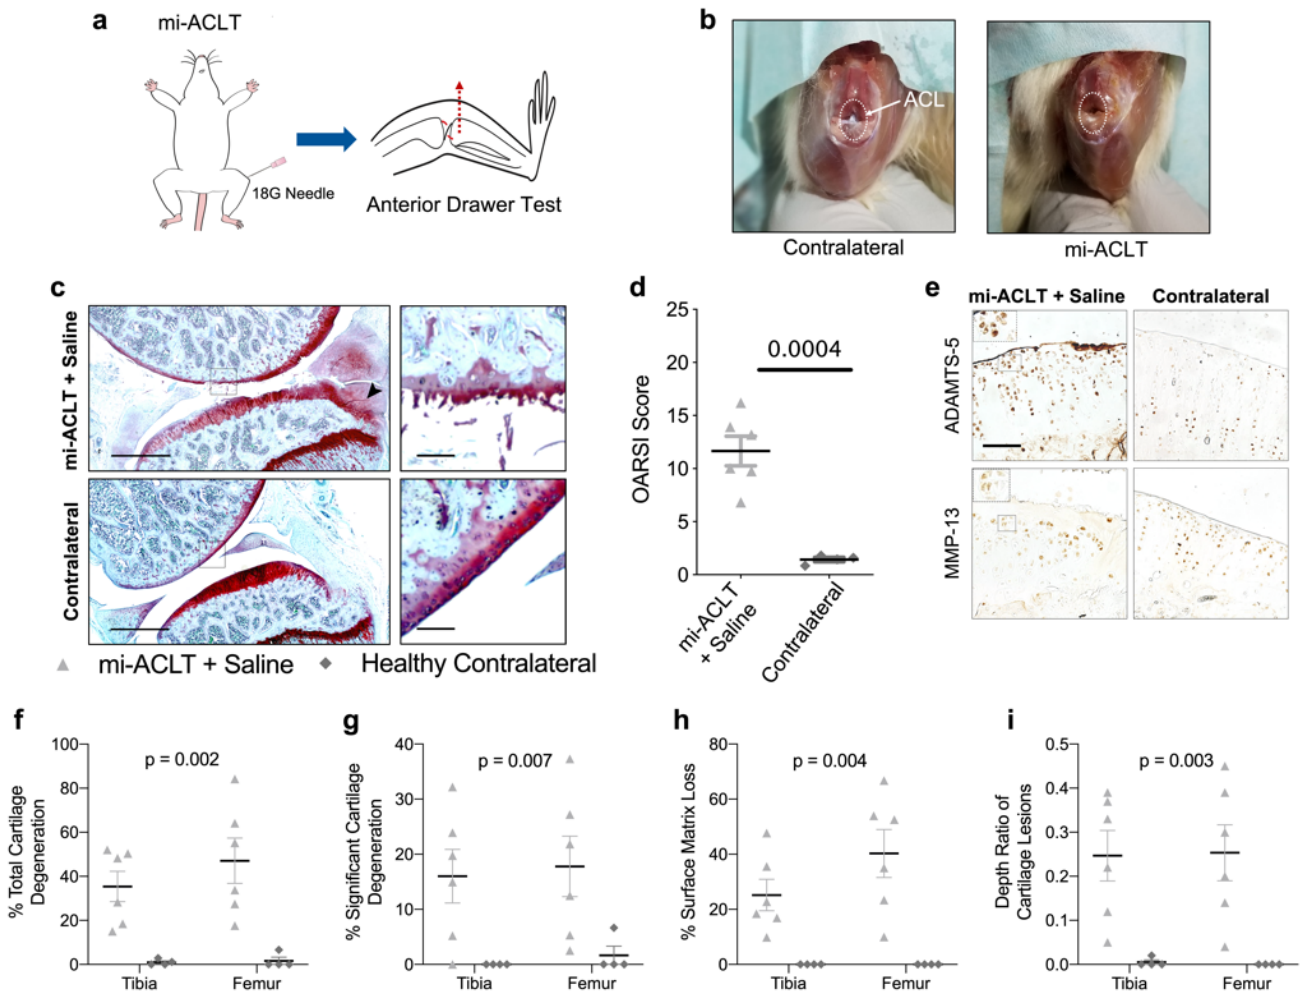 a
mi-ACLT
18G Needle
Anterior Drawer Test
b
ACL
Contralateral
mi-ACLT
c
mi-ACLT + Saline
Contralateral
mi-ACLT + Saline
Healthy Contralateral
d
OARSI Score
25
20
15
10
5
0
0.0004
mi-ACLT
+ Saline
Contralateral
e
mi-ACLT + Saline
Contralateral
ADAMTS-5
MMP-13
f
% Total Cartilage
Degeneration
100
80
60
40
20
0
p = 0.002
Tibia
Femur
g
% Significant Cartilage
Degeneration
40
30
20
10
0
p = 0.007
Tibia
Femur
h
% Surface Matrix Loss
80
60
40
20
0
p = 0.004
Tibia
Femur
i
Depth Ratio of
Cartilage Lesions
0.5
0.4
0.3
0.2
0.1
0.0
p = 0.003
Tibia
Femur